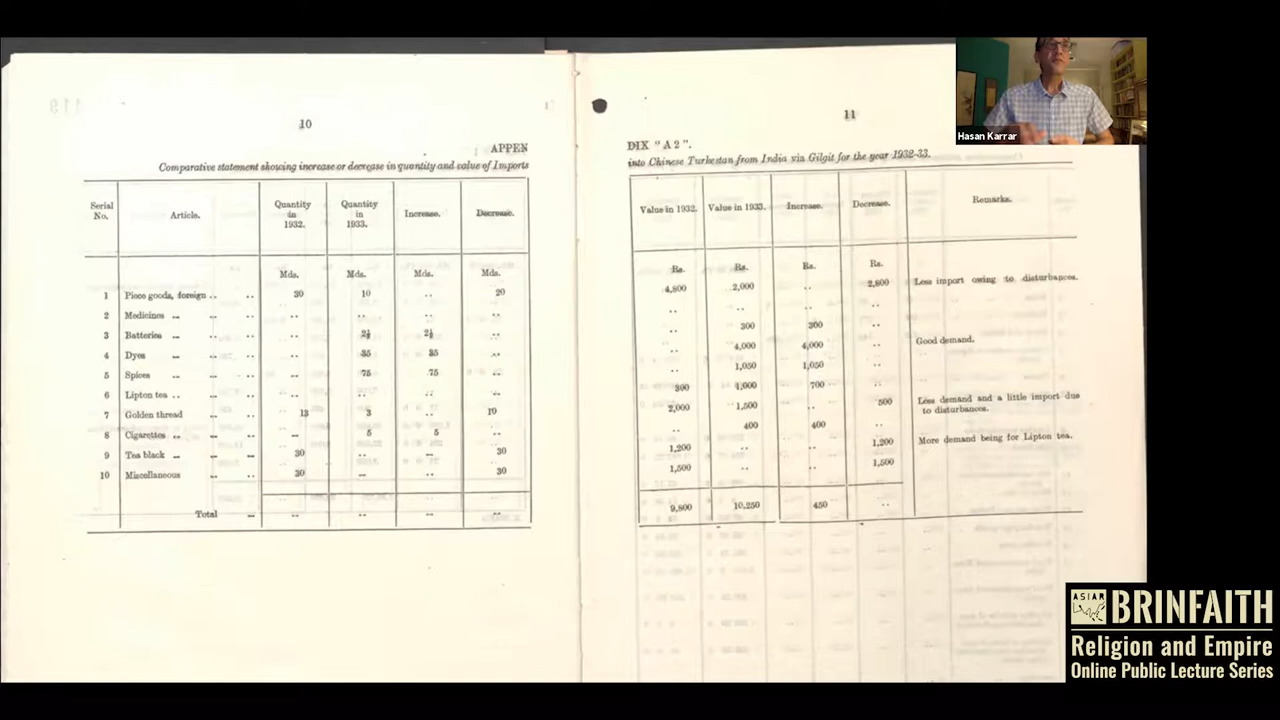 10
APPEN
Comparative statement showing increase or decrease in quantity and value of Imports
Serial No. Article. Quantity in 1932. Quantity in 1933. Increase. Decrease.
Mds. Mds. Mds. Mds.
1 Piece goods, foreign .. .. 30 10 .. 20
2 Medicines .. .. .. .. .. .. ..
3 Batteries .. .. .. .. 2½ 2½ ..
4 Dyes .. .. .. .. 35 35 ..
5 Spices .. .. .. .. 75 75 ..
6 Lipton tea .. .. .. .. .. .. ..
7 Golden thread .. .. 13 3 .. 10
8 Cigarettes .. .. .. .. 5 5 ..
9 Tea black .. .. .. 30 .. .. 30
10 Miscellaneous .. .. 30 .. .. 30
Total .. .. .. .. ..
11
DIX "A 2".
into Chinese Turkestan from India via Gilgit for the year 1932-33.
Value in 1932. Value in 1933. Increase. Decrease. Remarks.
Rs. Rs. Rs. Rs.
4,800 2,000 .. 2,800 Less import owing to disturbances.
.. .. .. ..
.. 300 300 ..
.. 4,000 4,000 .. Good demand.
.. 1,050 1,050 ..
300 1,000 700 ..
2,000 1,500 .. 500 Less demand and a little import due to disturbances.
.. 400 400 ..
1,200 .. .. 1,200 More demand being for Lipton tea.
1,500 .. .. 1,500
9,800 10,250 450 ..
Hasan Karrar
ASIAR
BRINFAITH
Religion and Empire
Online Public Lecture Series